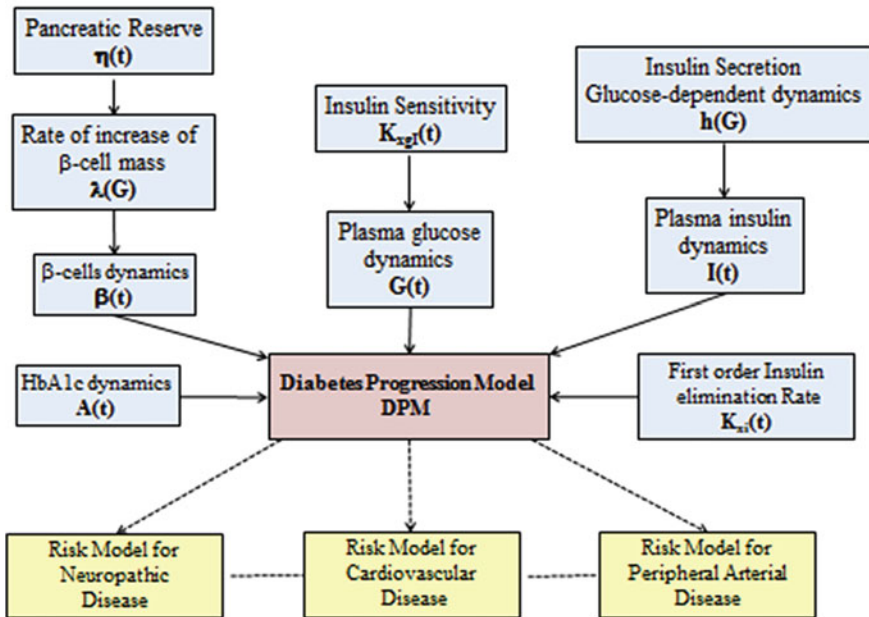 Pancreatic Reserve
η(t)
Rate of increase of
β-cell mass
λ(G)
β-cells dynamics
β(t)
Insulin Sensitivity
KxgI(t)
Plasma glucose
dynamics
G(t)
Insulin Secretion
Glucose-dependent dynamics
h(G)
Plasma insulin
dynamics
I(t)
HbA1c dynamics
A(t)
Diabetes Progression Model
DPM
First order Insulin
elimination Rate
Kxi(t)
Risk Model for
Neuropathic
Disease
Risk Model for
Cardiovascular
Disease
Risk Model for
Peripheral Arterial
Disease